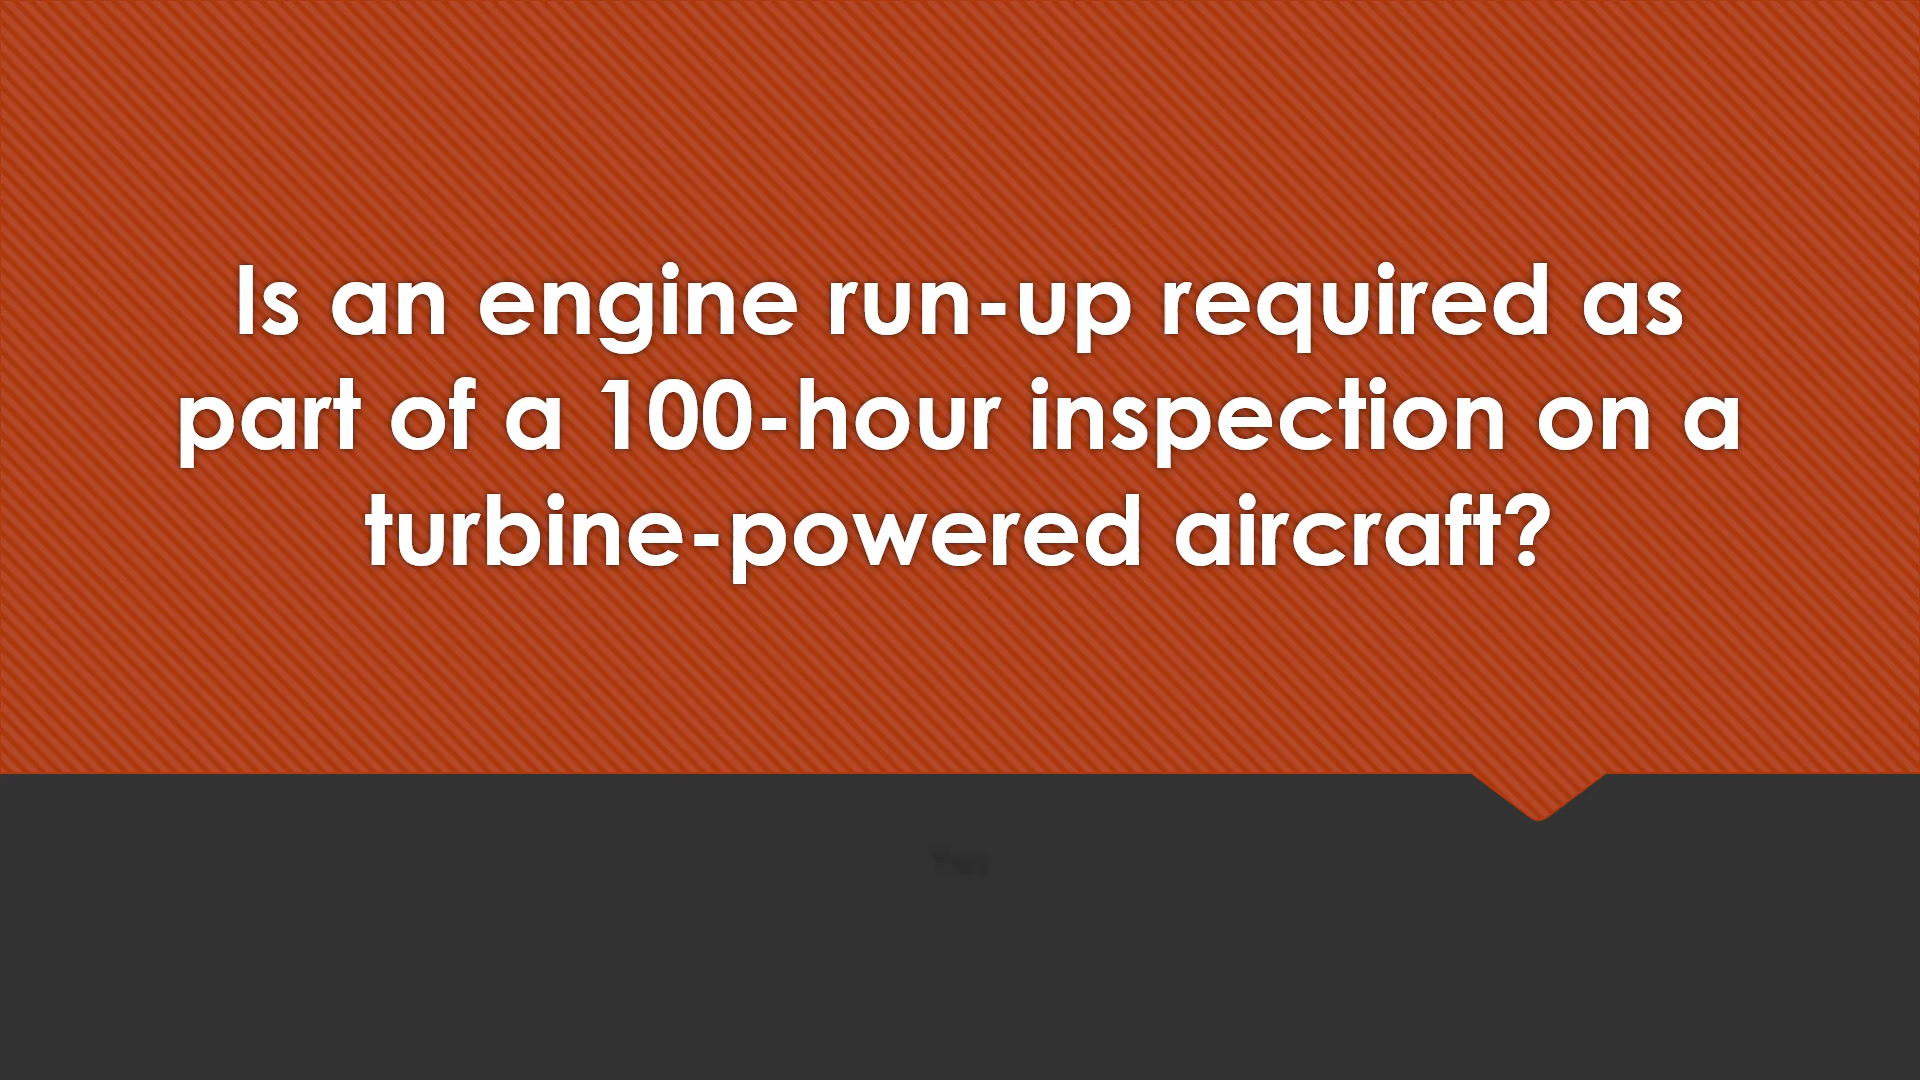 Is an engine run-up required as
part of a 100-hour inspection on a
turbine-powered aircraft?